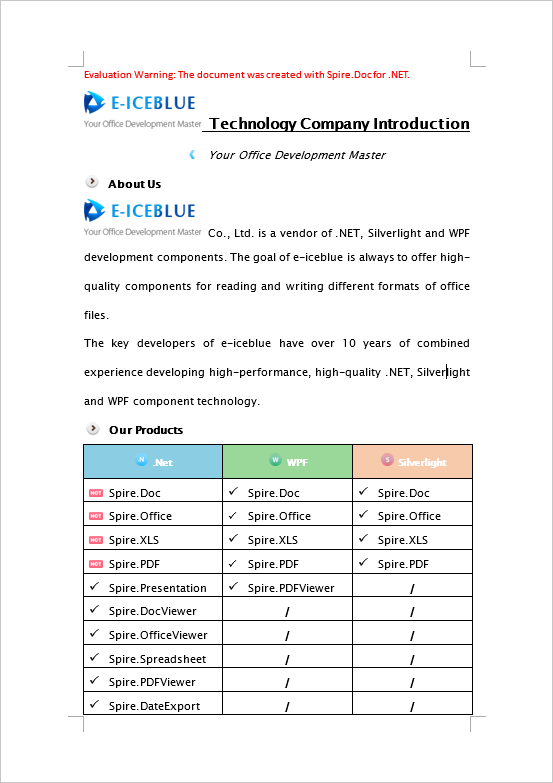 Evaluation Warning: The document was created with Spire.Doc for .NET.
E-ICEBLUE
Your Office Development Master Technology Company Introduction
Your Office Development Master
About Us
E-ICEBLUE
Your Office Development Master Co., Ltd. is a vendor of .NET, Silverlight and WPF
development components. The goal of e-iceblue is always to offer high-
quality components for reading and writing different formats of office
files.
The key developers of e-iceblue have over 10 years of combined
experience developing high-performance, high-quality .NET, Silverlight
and WPF component technology.
Our Products
N .Net W WPF S Silverlight
HOT Spire.Doc ✓ Spire.Doc ✓ Spire.Doc
HOT Spire.Office ✓ Spire.Office ✓ Spire.Office
HOT Spire.XLS ✓ Spire.XLS ✓ Spire.XLS
HOT Spire.PDF ✓ Spire.PDF ✓ Spire.PDF
✓ Spire.Presentation ✓ Spire.PDFViewer /
✓ Spire.DocViewer / /
✓ Spire.OfficeViewer / /
✓ Spire.Spreadsheet / /
✓ Spire.PDFViewer / /
✓ Spire.DateExport / /